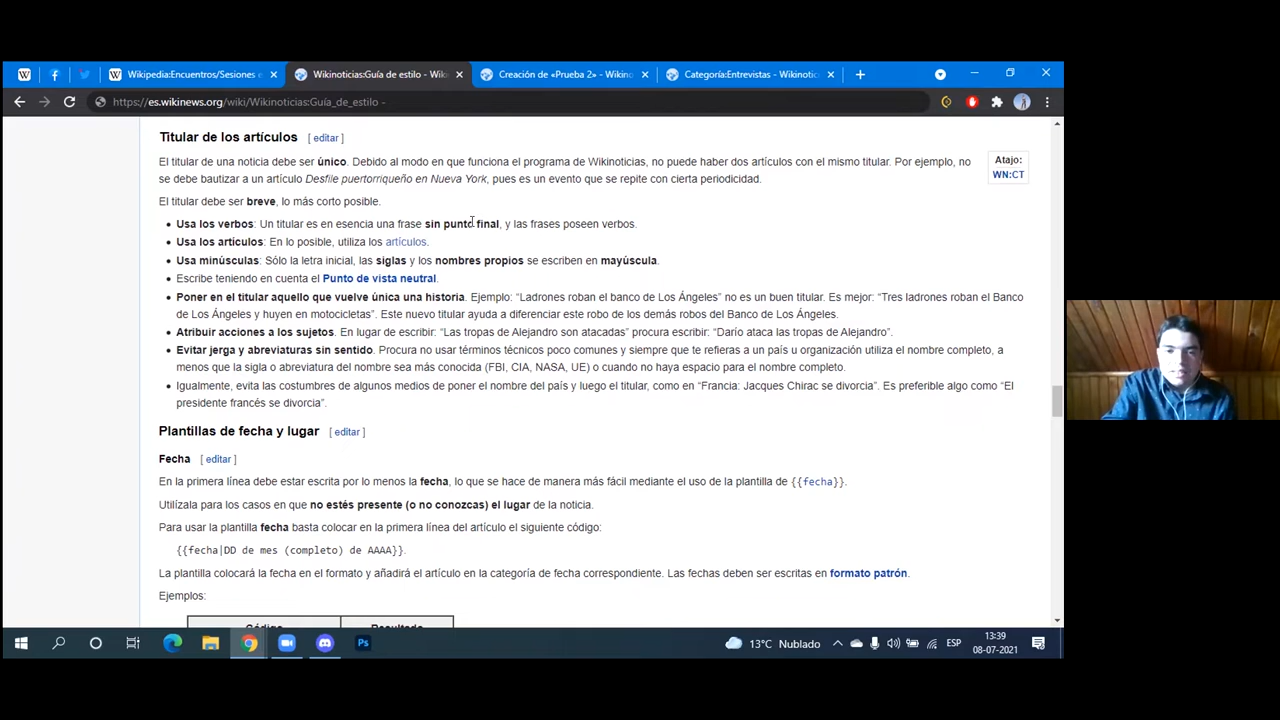 Wikipedia:Encuentros/Sesiones e
Wikinoticias:Guía de estilo - Wik
Creación de «Prueba 2» - Wikino
Categoría:Entrevistas - Wikinotic
https://es.wikinews.org/wiki/Wikinoticias:Guía_de_estilo -
Titular de los artículos [ editar ]
El titular de una noticia debe ser único. Debido al modo en que funciona el programa de Wikinoticias, no puede haber dos artículos con el mismo titular. Por ejemplo, no
se debe bautizar a un artículo Desfile puertorriqueño en Nueva York, pues es un evento que se repite con cierta periodicidad.
Atajo:
WN:CT
El titular debe ser breve, lo más corto posible.
• Usa los verbos: Un titular es en esencia una frase sin punto final, y las frases poseen verbos.
• Usa los artículos: En lo posible, utiliza los artículos.
• Usa minúsculas: Sólo la letra inicial, las siglas y los nombres propios se escriben en mayúscula.
• Escribe teniendo en cuenta el Punto de vista neutral.
• Poner en el titular aquello que vuelve única una historia. Ejemplo: “Ladrones roban el banco de Los Ángeles” no es un buen titular. Es mejor: “Tres ladrones roban el Banco
de Los Ángeles y huyen en motocicletas”. Este nuevo titular ayuda a diferenciar este robo de los demás robos del Banco de Los Ángeles.
• Atribuir acciones a los sujetos. En lugar de escribir: “Las tropas de Alejandro son atacadas” procura escribir: “Darío ataca las tropas de Alejandro”.
• Evitar jerga y abreviaturas sin sentido. Procura no usar términos técnicos poco comunes y siempre que te refieras a un país u organización utiliza el nombre completo, a
menos que la sigla o abreviatura del nombre sea más conocida (FBI, CIA, NASA, UE) o cuando no haya espacio para el nombre completo.
• Igualmente, evita las costumbres de algunos medios de poner el nombre del país y luego el titular, como en “Francia: Jacques Chirac se divorcia”. Es preferible algo como “El
presidente francés se divorcia”.
Plantillas de fecha y lugar [ editar ]
Fecha [ editar ]
En la primera línea debe estar escrita por lo menos la fecha, lo que se hace de manera más fácil mediante el uso de la plantilla de {{fecha}}.
Utilízala para los casos en que no estés presente (o no conozcas) el lugar de la noticia.
Para usar la plantilla fecha basta colocar en la primera línea del artículo el siguiente código:
{{fecha|DD de mes (completo) de AAAA}}.
La plantilla colocará la fecha en el formato y añadirá el artículo en la categoría de fecha correspondiente. Las fechas deben ser escritas en formato patrón.
Ejemplos:
Código Resultado
13°C Nublado
ESP
13:39
08-07-2021